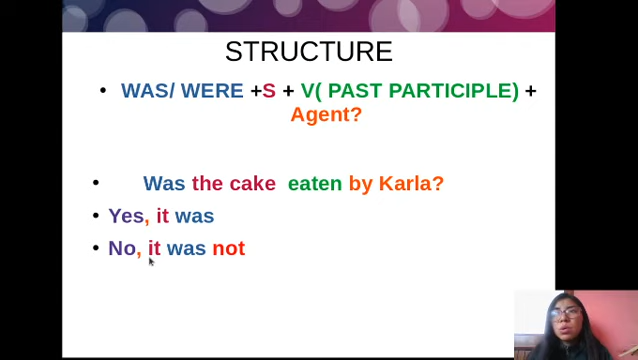 STRUCTURE
• WAS/ WERE +S + V( PAST PARTICIPLE) +
Agent?
• Was the cake eaten by Karla?
• Yes, it was
• No, it was not